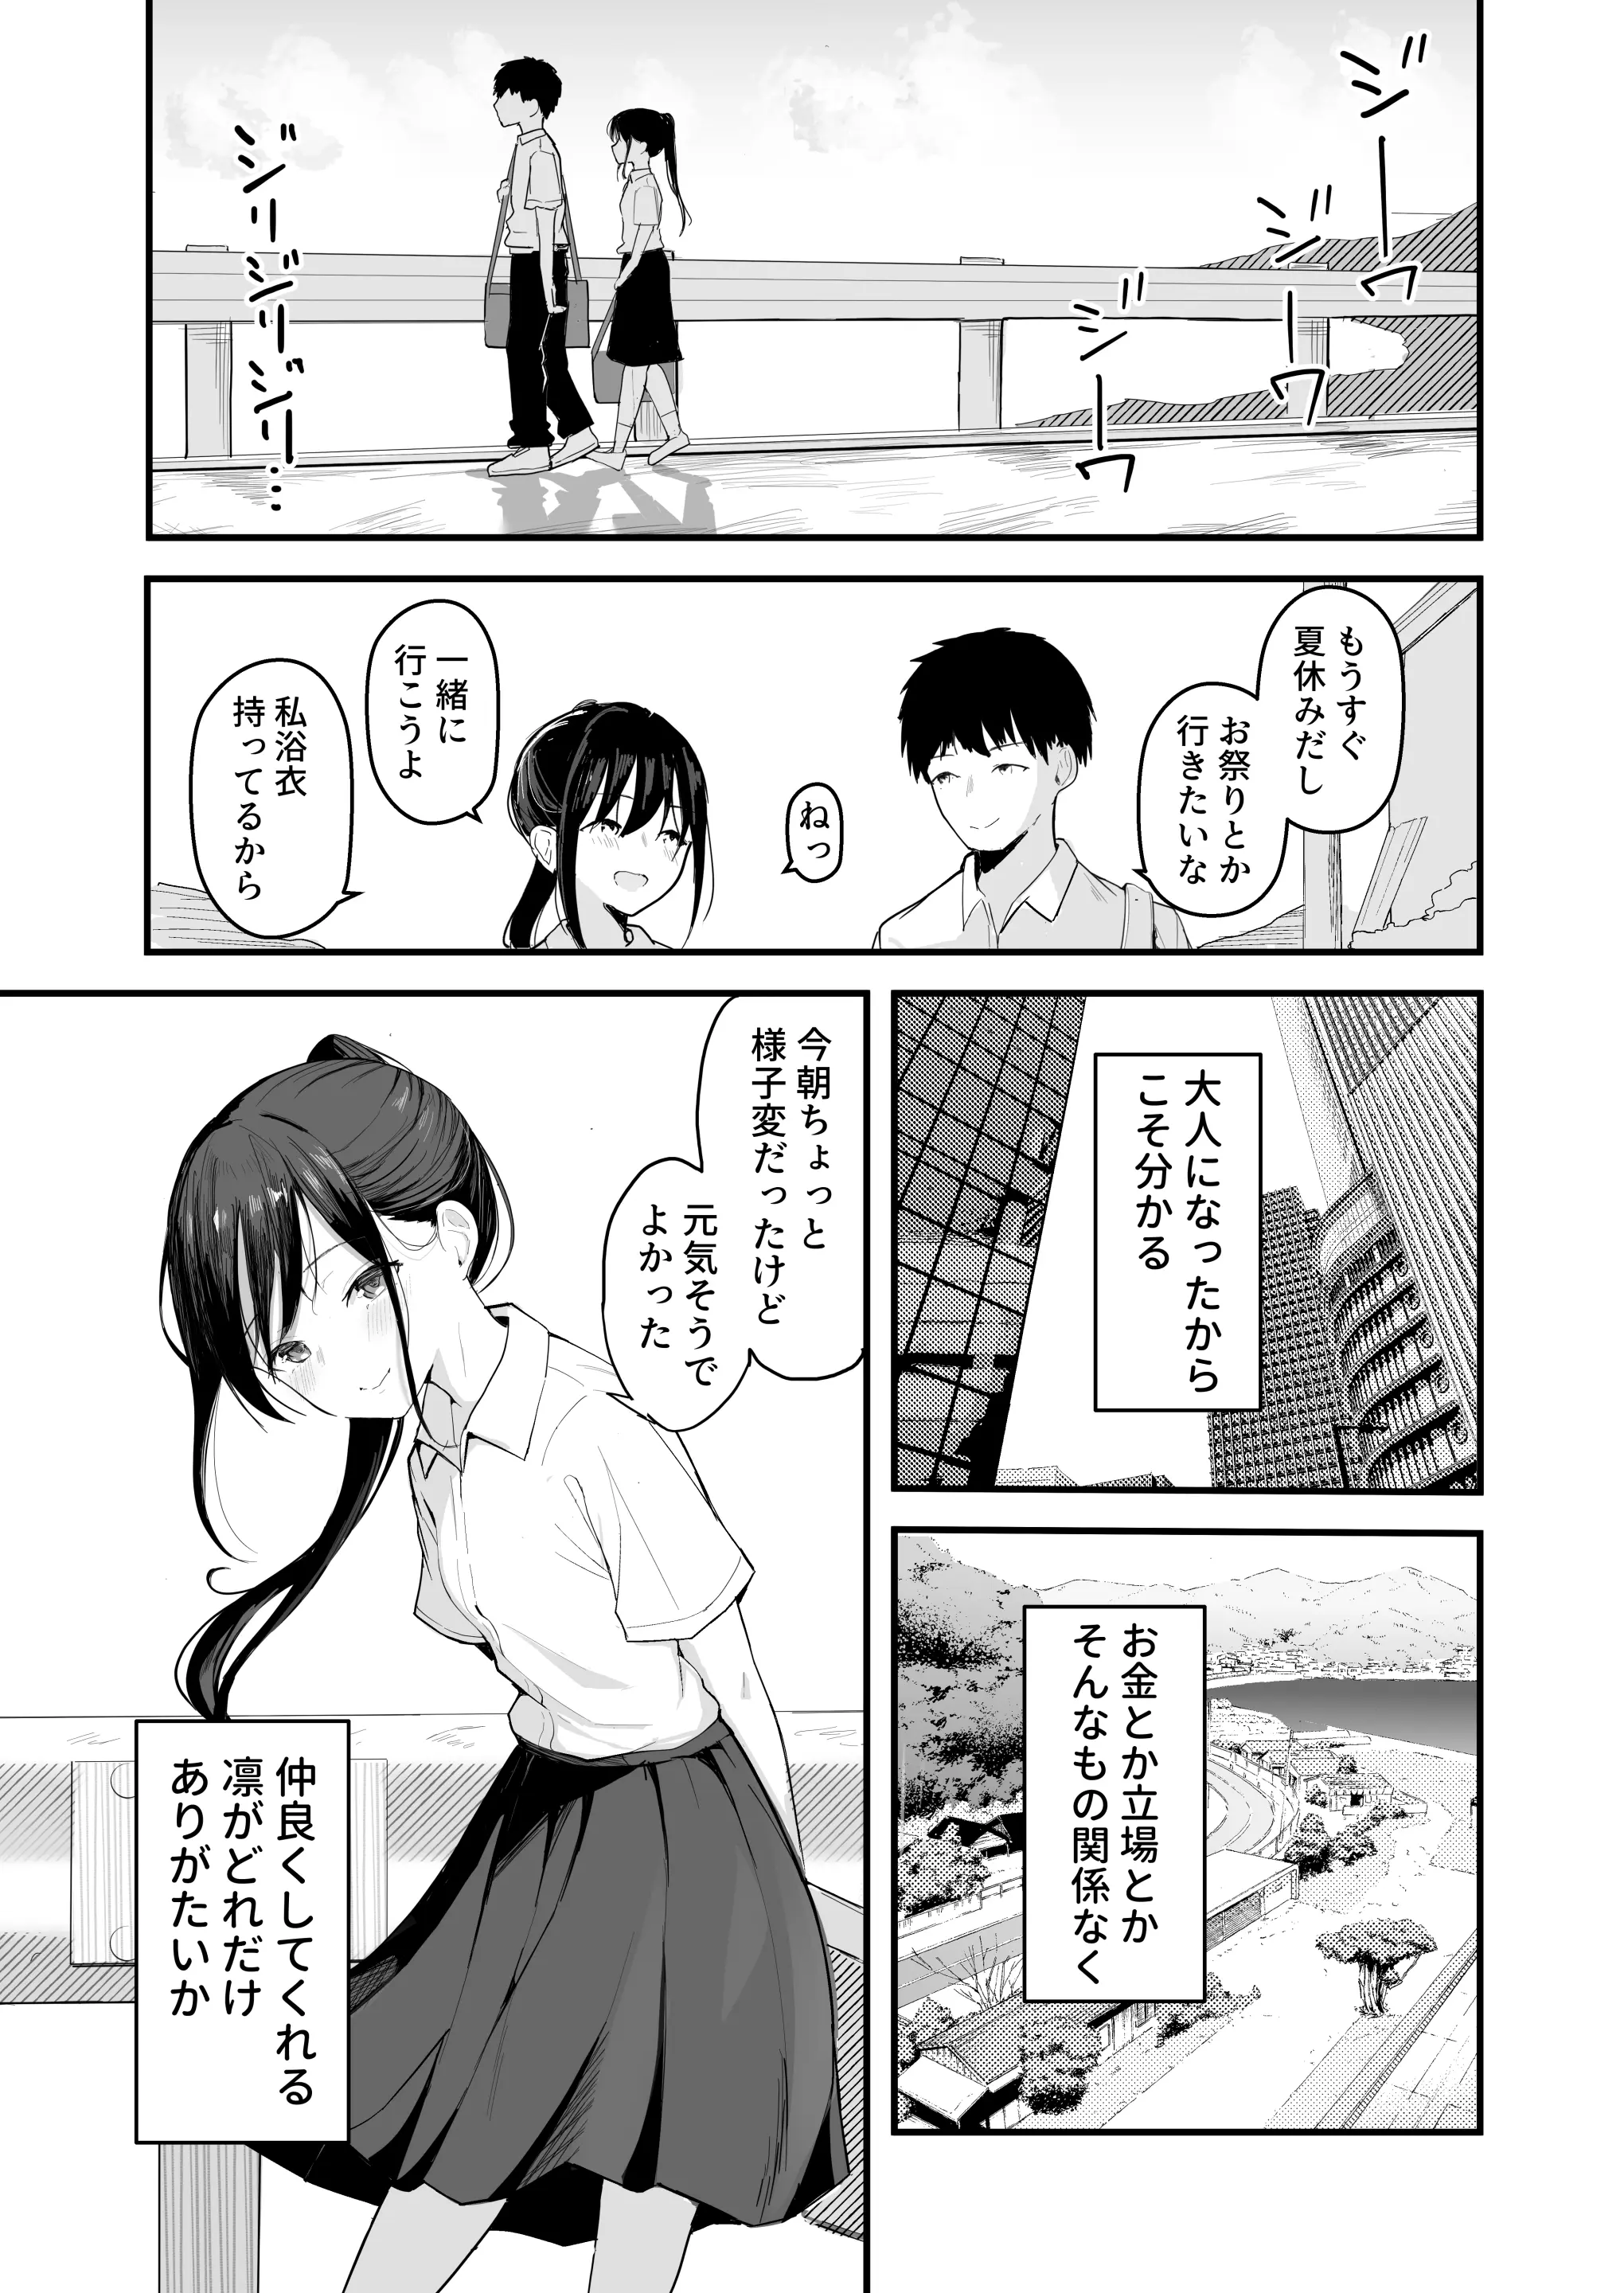 ジーワ
ジーワ
ジーワ
ジリジリジリ…
もうすぐ
夏休みだし
お祭りとか
行きたいな
ねっ
一緒に
行こうよ
私浴衣
持ってるから
大人になったから
こそ分かる
お金とか立場とか
そんなもの関係なく
今朝ちょっと
様子変だったけど
元気そうで
よかった
仲良くしてくれる
凛がどれだけ
ありがたいか